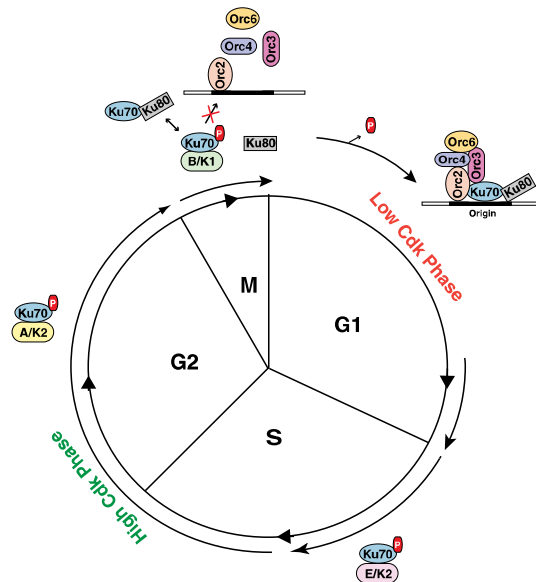 Orc6
Orc4
Orc3
Orc2
Ku70
Ku80
P
Ku70
B/K1
Ku80
P
Orc6
Orc4
Orc3
Orc2
Ku70
Ku80
Origin
Low Cdk Phase
M
G1
G2
S
P
Ku70
A/K2
High Cdk Phase
P
Ku70
E/K2